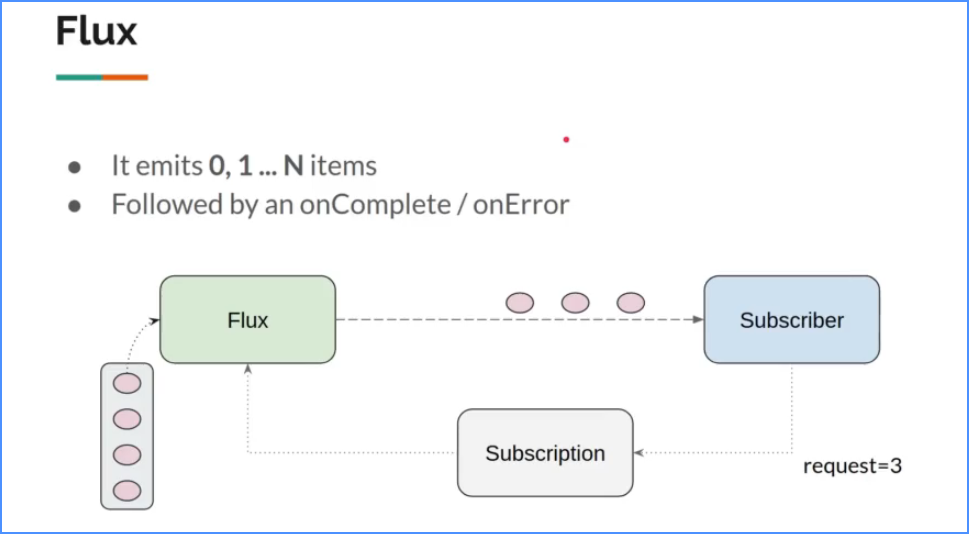 Flux
● It emits 0, 1 ... N items
● Followed by an onComplete / onError
Flux
Subscriber
Subscription
request=3